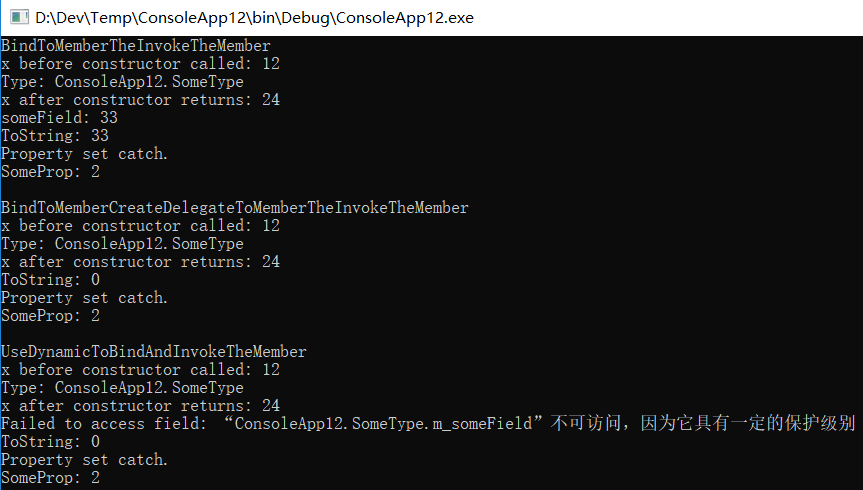 D:\Dev\Temp\ConsoleApp12\bin\Debug\ConsoleApp12.exe
BindToMemberTheInvokeTheMember
x before constructor called: 12
Type: ConsoleApp12.SomeType
x after constructor returns: 24
someField: 33
ToString: 33
Property set catch.
SomeProp: 2
BindToMemberCreateDelegateToMemberTheInvokeTheMember
x before constructor called: 12
Type: ConsoleApp12.SomeType
x after constructor returns: 24
ToString: 0
Property set catch.
SomeProp: 2
UseDynamicToBindAndInvokeTheMember
x before constructor called: 12
Type: ConsoleApp12.SomeType
x after constructor returns: 24
Failed to access field: “ConsoleApp12.SomeType.m_someField”不可访问，因为它具有一定的保护级别
ToString: 0
Property set catch.
SomeProp: 2